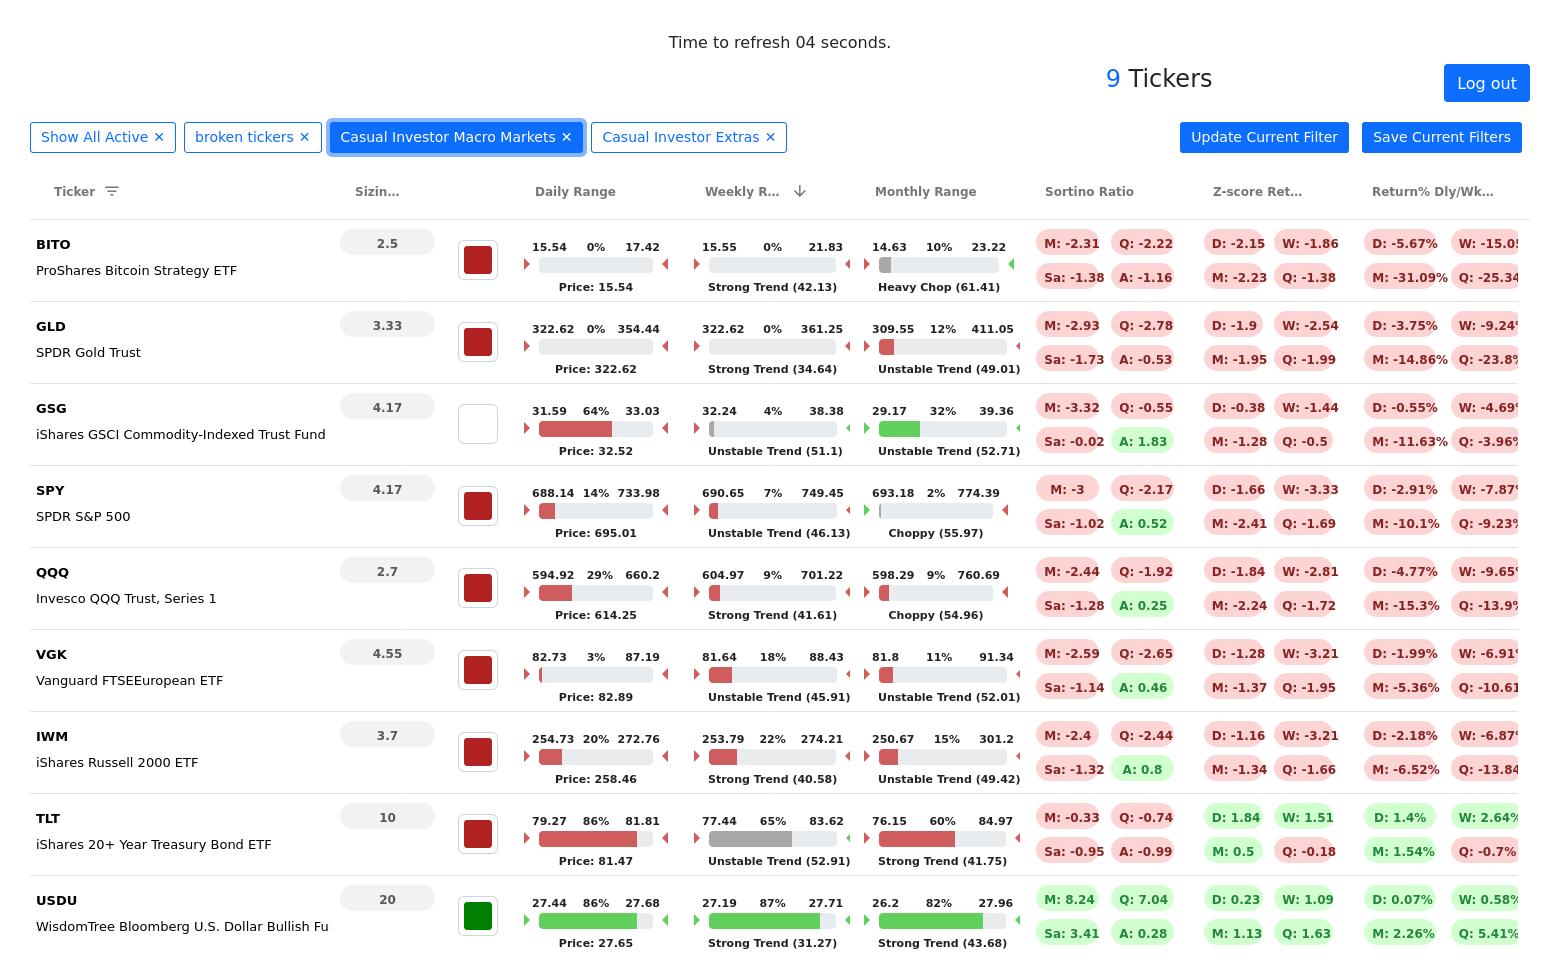 Time to refresh 04 seconds.
9 Tickers
Log out
Show All Active ✕ broken tickers ✕ Casual Investor Macro Markets ✕ Casual Investor Extras ✕ Update Current Filter Save Current Filters
Ticker Sizin... Daily Range Weekly R... Monthly Range Sortino Ratio Z-score Ret... Return% Dly/Wk...
BITO 2.5 15.54 0% 17.42 15.55 0% 21.83 14.63 10% 23.22 M: -2.31 Q: -2.22 D: -2.15 W: -1.86 D: -5.67% W: -15.05
ProShares Bitcoin Strategy ETF Sa: -1.38 A: -1.16 M: -2.23 Q: -1.38 M: -31.09% Q: -25.34
Price: 15.54 Strong Trend (42.13) Heavy Chop (61.41)
GLD 3.33 322.62 0% 354.44 322.62 0% 361.25 309.55 12% 411.05 M: -2.93 Q: -2.78 D: -1.9 W: -2.54 D: -3.75% W: -9.24%
SPDR Gold Trust Sa: -1.73 A: -0.53 M: -1.95 Q: -1.99 M: -14.86% Q: -23.8%
Price: 322.62 Strong Trend (34.64) Unstable Trend (49.01)
GSG 4.17 31.59 64% 33.03 32.24 4% 38.38 29.17 32% 39.36 M: -3.32 Q: -0.55 D: -0.38 W: -1.44 D: -0.55% W: -4.69%
iShares GSCI Commodity-Indexed Trust Fund Sa: -0.02 A: 1.83 M: -1.28 Q: -0.5 M: -11.63% Q: -3.96%
Price: 32.52 Unstable Trend (51.1) Unstable Trend (52.71)
SPY 4.17 688.14 14% 733.98 690.65 7% 749.45 693.18 2% 774.39 M: -3 Q: -2.17 D: -1.66 W: -3.33 D: -2.91% W: -7.87%
SPDR S&P 500 Sa: -1.02 A: 0.52 M: -2.41 Q: -1.69 M: -10.1% Q: -9.23%
Price: 695.01 Unstable Trend (46.13) Choppy (55.97)
QQQ 2.7 594.92 29% 660.2 604.97 9% 701.22 598.29 9% 760.69 M: -2.44 Q: -1.92 D: -1.84 W: -2.81 D: -4.77% W: -9.65%
Invesco QQQ Trust, Series 1 Sa: -1.28 A: 0.25 M: -2.24 Q: -1.72 M: -15.3% Q: -13.9%
Price: 614.25 Strong Trend (41.61) Choppy (54.96)
VGK 4.55 82.73 3% 87.19 81.64 18% 88.43 81.8 11% 91.34 M: -2.59 Q: -2.65 D: -1.28 W: -3.21 D: -1.99% W: -6.91%
Vanguard FTSEEuropean ETF Sa: -1.14 A: 0.46 M: -1.37 Q: -1.95 M: -5.36% Q: -10.61
Price: 82.89 Unstable Trend (45.91) Unstable Trend (52.01)
IWM 3.7 254.73 20% 272.76 253.79 22% 274.21 250.67 15% 301.2 M: -2.4 Q: -2.44 D: -1.16 W: -3.21 D: -2.18% W: -6.87%
iShares Russell 2000 ETF Sa: -1.32 A: 0.8 M: -1.34 Q: -1.66 M: -6.52% Q: -13.84
Price: 258.46 Strong Trend (40.58) Unstable Trend (49.42)
TLT 10 79.27 86% 81.81 77.44 65% 83.62 76.15 60% 84.97 M: -0.33 Q: -0.74 D: 1.84 W: 1.51 D: 1.4% W: 2.64%
iShares 20+ Year Treasury Bond ETF Sa: -0.95 A: -0.99 M: 0.5 Q: -0.18 M: 1.54% Q: -0.7%
Price: 81.47 Unstable Trend (52.91) Strong Trend (41.75)
USDU 20 27.44 86% 27.68 27.19 87% 27.71 26.2 82% 27.96 M: 8.24 Q: 7.04 D: 0.23 W: 1.09 D: 0.07% W: 0.58%
WisdomTree Bloomberg U.S. Dollar Bullish Fu Sa: 3.41 A: 0.28 M: 1.13 Q: 1.63 M: 2.26% Q: 5.41%
Price: 27.65 Strong Trend (31.27) Strong Trend (43.68)